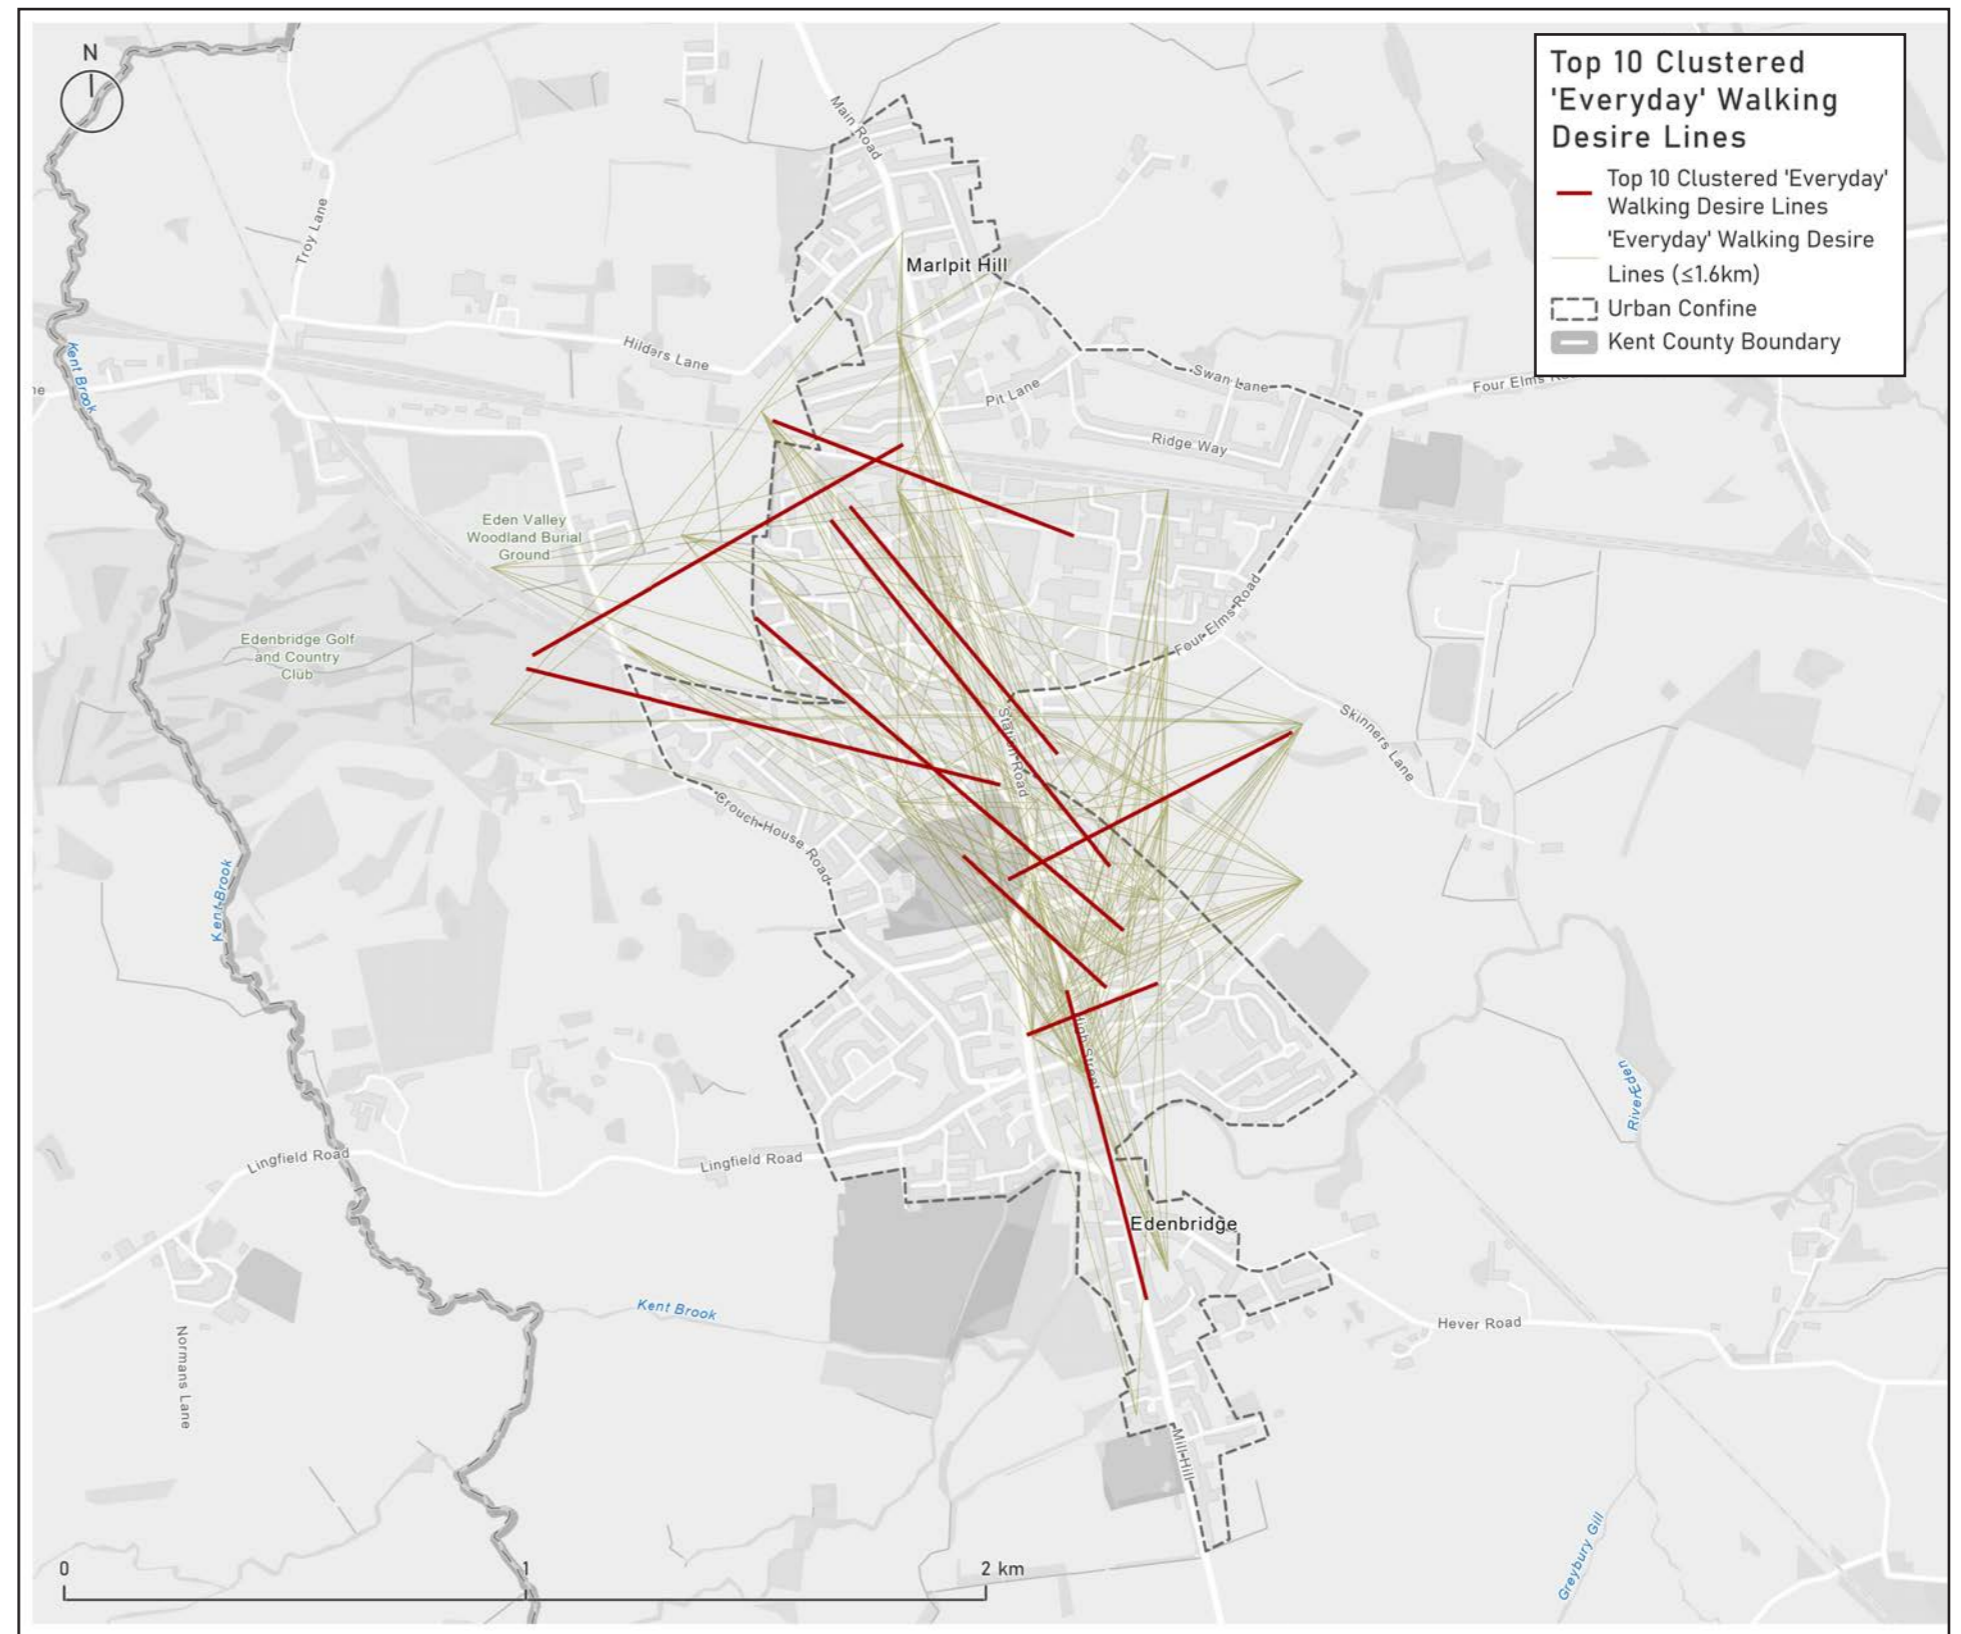 N
Top 10 Clustered
'Everyday' Walking
Desire Lines
Top 10 Clustered 'Everyday'
Walking Desire Lines
'Everyday' Walking Desire
Lines (≤1.6km)
Urban Confine
Kent County Boundary
Main Road
Troy Lane
Marlpit Hill
Hilders Lane
Kent Brook
Pit Lane
Swan Lane
Four Elms
Ridge Way
Eden Valley
Woodland Burial
Ground
Four Elms Road
Edenbridge Golf
and Country
Club
Station Road
Skinners Lane
Crouch House Road
Kent Brook
High Street
River Eden
Lingfield Road
Lingfield Road
Edenbridge
Kent Brook
Hever Road
Normans Lane
Mill Hill
Greybury Gill
0
1
2 km